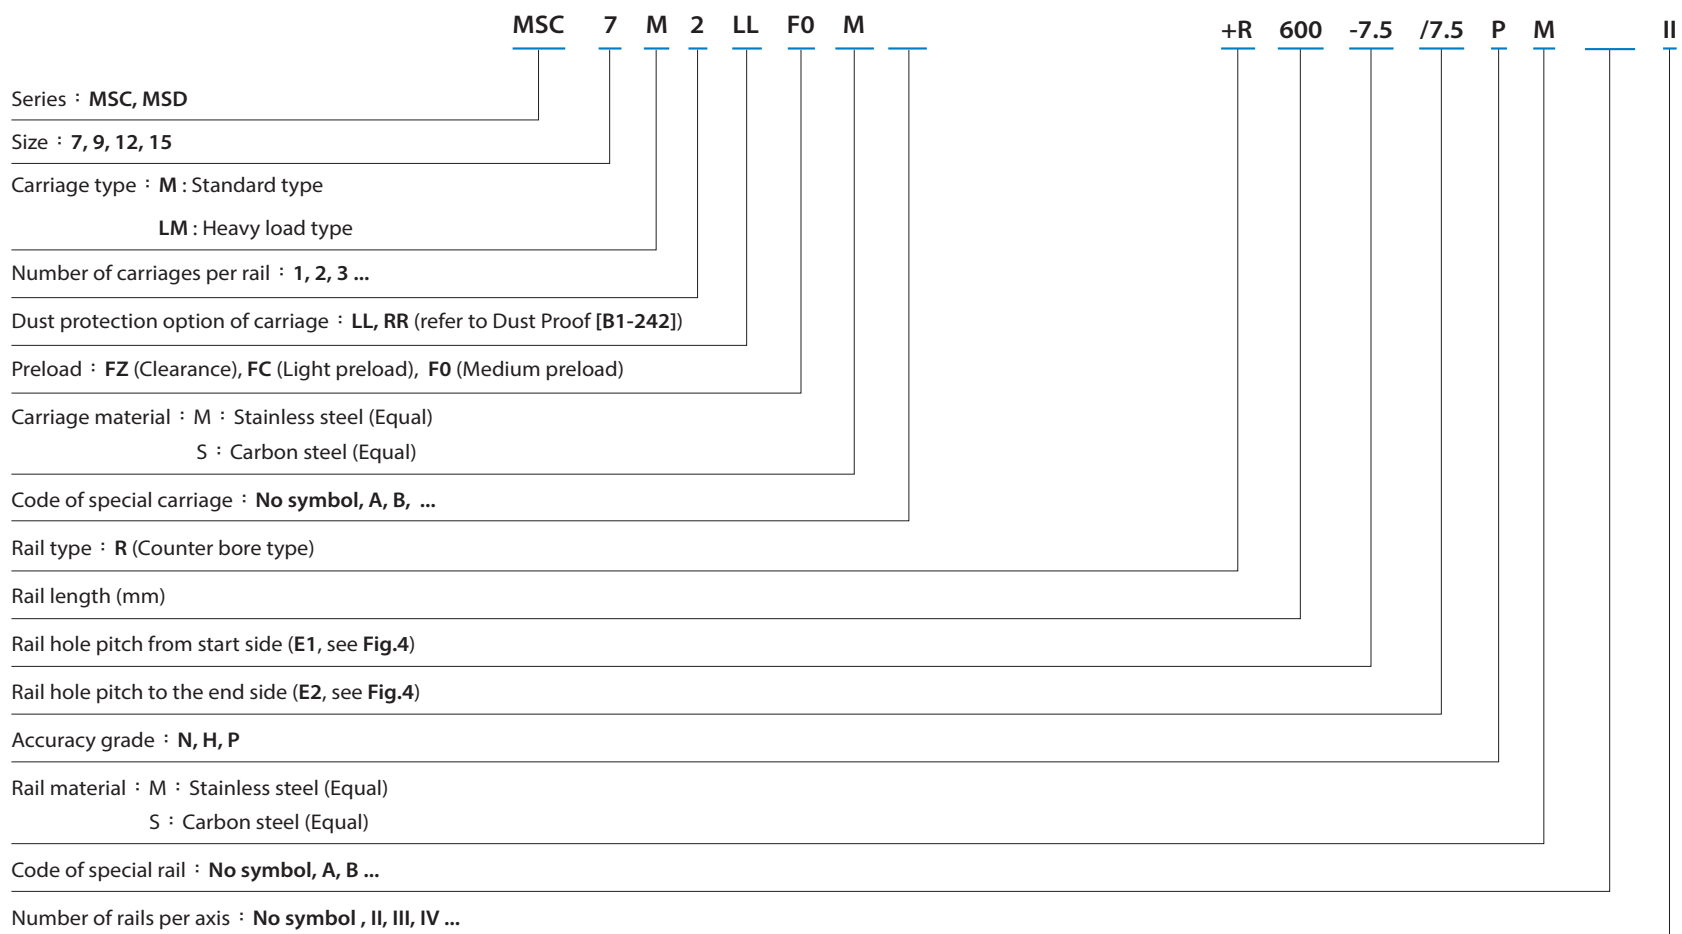 MSC 7 M 2 LL F0 M +R 600 -7.5 /7.5 P M II
Series : MSC, MSD
Size : 7, 9, 12, 15
Carriage type : M : Standard type
LM : Heavy load type
Number of carriages per rail : 1, 2, 3 ...
Dust protection option of carriage : LL, RR (refer to Dust Proof [B1-242])
Preload : FZ (Clearance), FC (Light preload), F0 (Medium preload)
Carriage material : M : Stainless steel (Equal)
S : Carbon steel (Equal)
Code of special carriage : No symbol, A, B, ...
Rail type : R (Counter bore type)
Rail length (mm)
Rail hole pitch from start side (E1, see Fig.4)
Rail hole pitch to the end side (E2, see Fig.4)
Accuracy grade : N, H, P
Rail material : M : Stainless steel (Equal)
S : Carbon steel (Equal)
Code of special rail : No symbol, A, B ...
Number of rails per axis : No symbol , II, III, IV ...